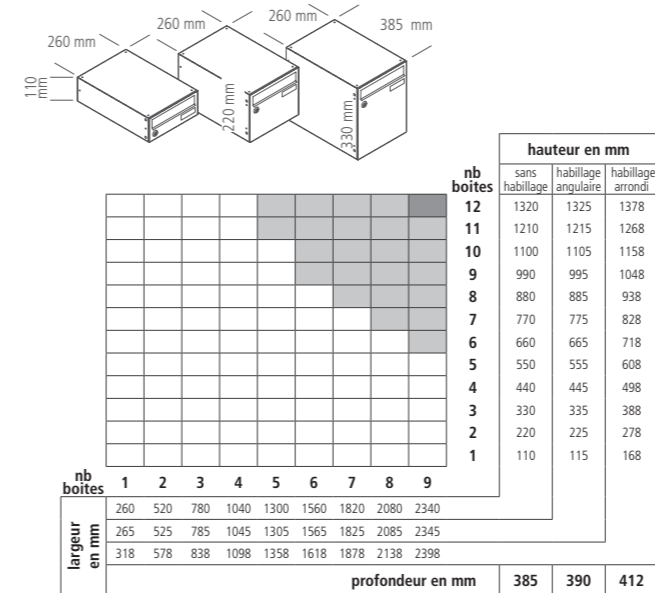 260 mm 260 mm 260 mm 385 mm
110 mm
220 mm
330 mm
hauteur en mm
nb boites sans habillage habillage angulaire habillage arrondi
12 1320 1325 1378
11 1210 1215 1268
10 1100 1105 1158
9 990 995 1048
8 880 885 938
7 770 775 828
6 660 665 718
5 550 555 608
4 440 445 498
3 330 335 388
2 220 225 278
1 110 115 168
nb boites 1 2 3 4 5 6 7 8 9
largeur en mm
260 520 780 1040 1300 1560 1820 2080 2340
265 525 785 1045 1305 1565 1825 2085 2345
318 578 838 1098 1358 1618 1878 2138 2398
profondeur en mm 385 390 412